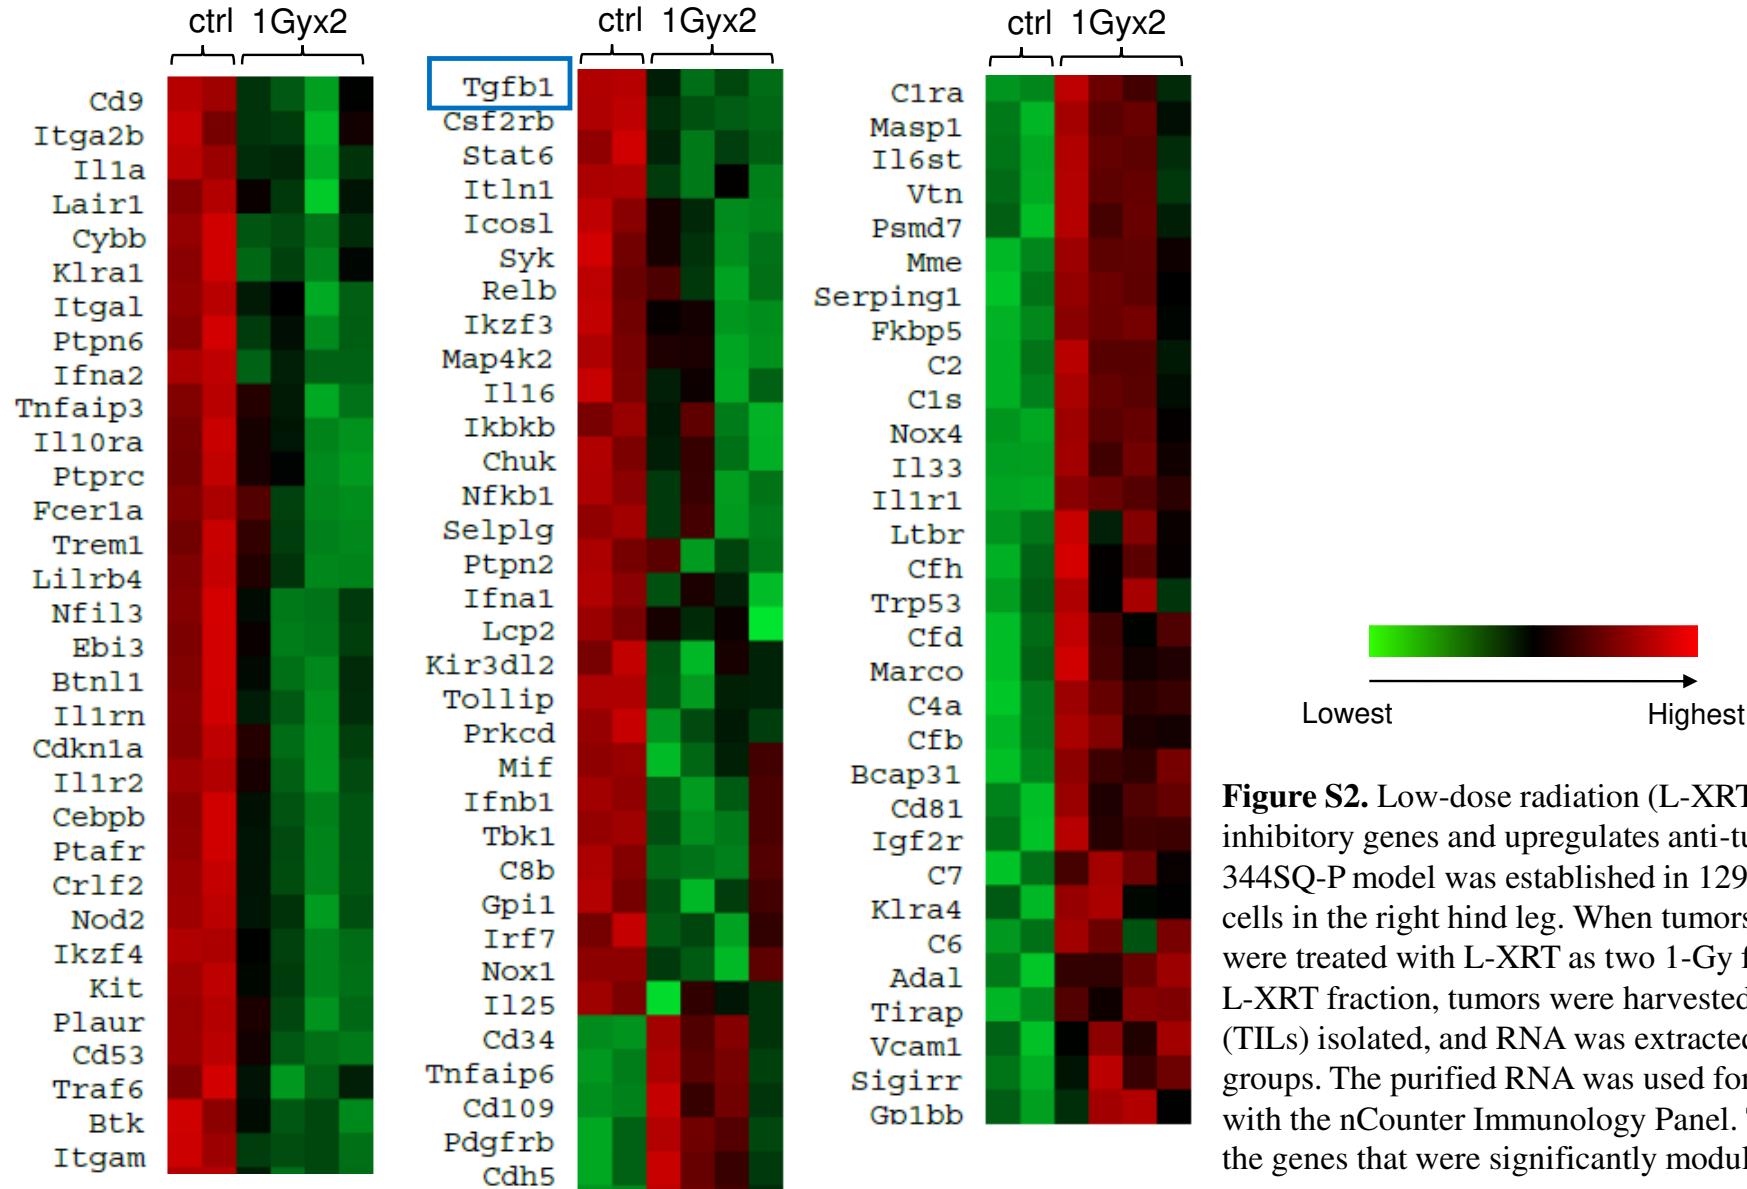 ctrl 1Gyx2
Cd9
Itga2b
Il1a
Lair1
Cybb
Klra1
Itgal
Ptpn6
Ifna2
Tnfaip3
Il10ra
Ptprc
Fcer1a
Trem1
Lilrb4
Nfil3
Ebi3
Btnl1
Il1rn
Cdkn1a
Il1r2
Cebpb
Ptafr
Crlf2
Nod2
Ikzf4
Kit
Plaur
Cd53
Traf6
Btk
Itgam
ctrl 1Gyx2
Tgfb1
Csf2rb
Stat6
Itln1
Icosl
Syk
Relb
Ikzf3
Map4k2
Il16
Ikbkb
Chuk
Nfkb1
Selplg
Ptpn2
Ifna1
Lcp2
Kir3dl2
Tollip
Prkcd
Mif
Ifnb1
Tbk1
C8b
Gpi1
Irf7
Nox1
Il25
Cd34
Tnfaip6
Cd109
Pdgfrb
Cdh5
ctrl 1Gyx2
C1ra
Masp1
Il6st
Vtn
Psmd7
Mme
Serping1
Fkbp5
C2
C1s
Nox4
Il33
Il1r1
Ltbr
Cfh
Trp53
Cfd
Marco
C4a
Cfb
Bcap31
Cd81
Igf2r
C7
Klra4
C6
Ada1
Tirap
Vcam1
Sigirr
Gp1bb
Lowest Highest
Figure S2. Low-dose radiation (L-XRT
inhibitory genes and upregulates anti-tu
344SQ-P model was established in 129
cells in the right hind leg. When tumors
were treated with L-XRT as two 1-Gy f
L-XRT fraction, tumors were harvested
(TILs) isolated, and RNA was extracted
groups. The purified RNA was used for
with the nCounter Immunology Panel.
the genes that were significantly modul